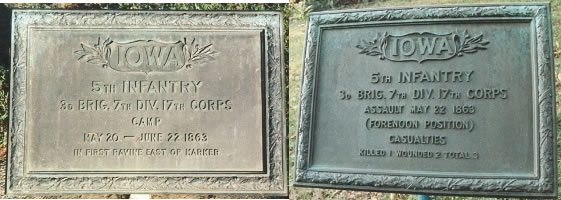 IOWA
5TH INFANTRY
3D BRIG. 7TH DIV. 17TH CORPS
CAMP
MAY 20 — JUNE 22 1863
IN FIRST RAVINE EAST OF MARKER
IOWA
5TH INFANTRY
3D BRIG. 7TH DIV. 17TH CORPS
ASSAULT MAY 22 1863
(FORENOON POSITION)
CASUALTIES
KILLED 1 WOUNDED 2 TOTAL 3